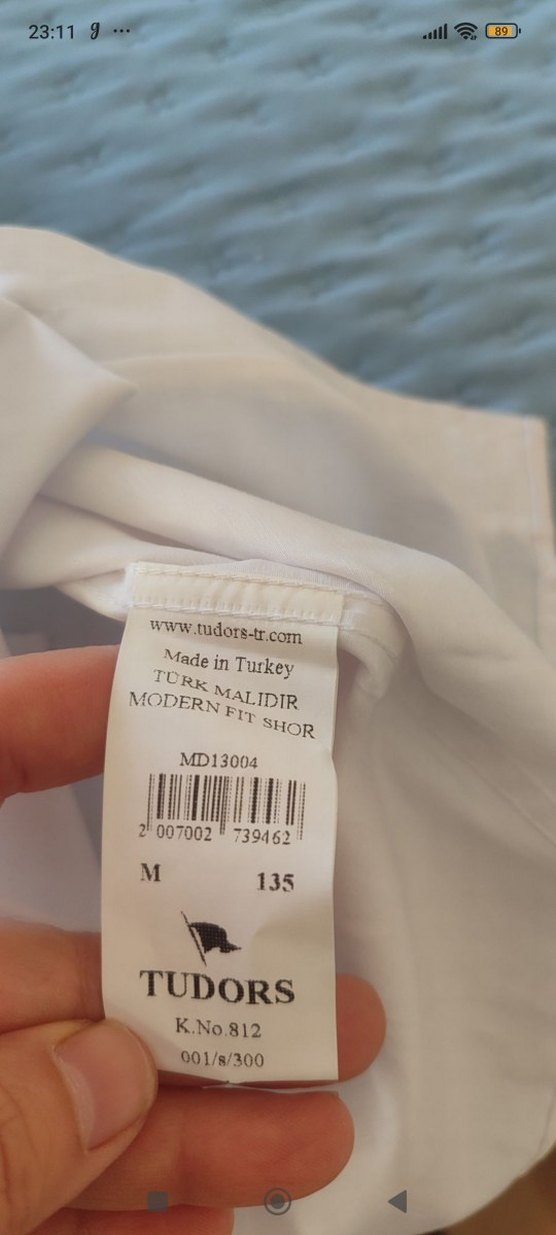 23:11
89
www.tudors-tr.com
Made in Turkey
TÜRK MALIDIR
MODERN FIT SHOR
MD13004
2 007002 739462
M 135
TUDORS
K.No.812
001/8/300